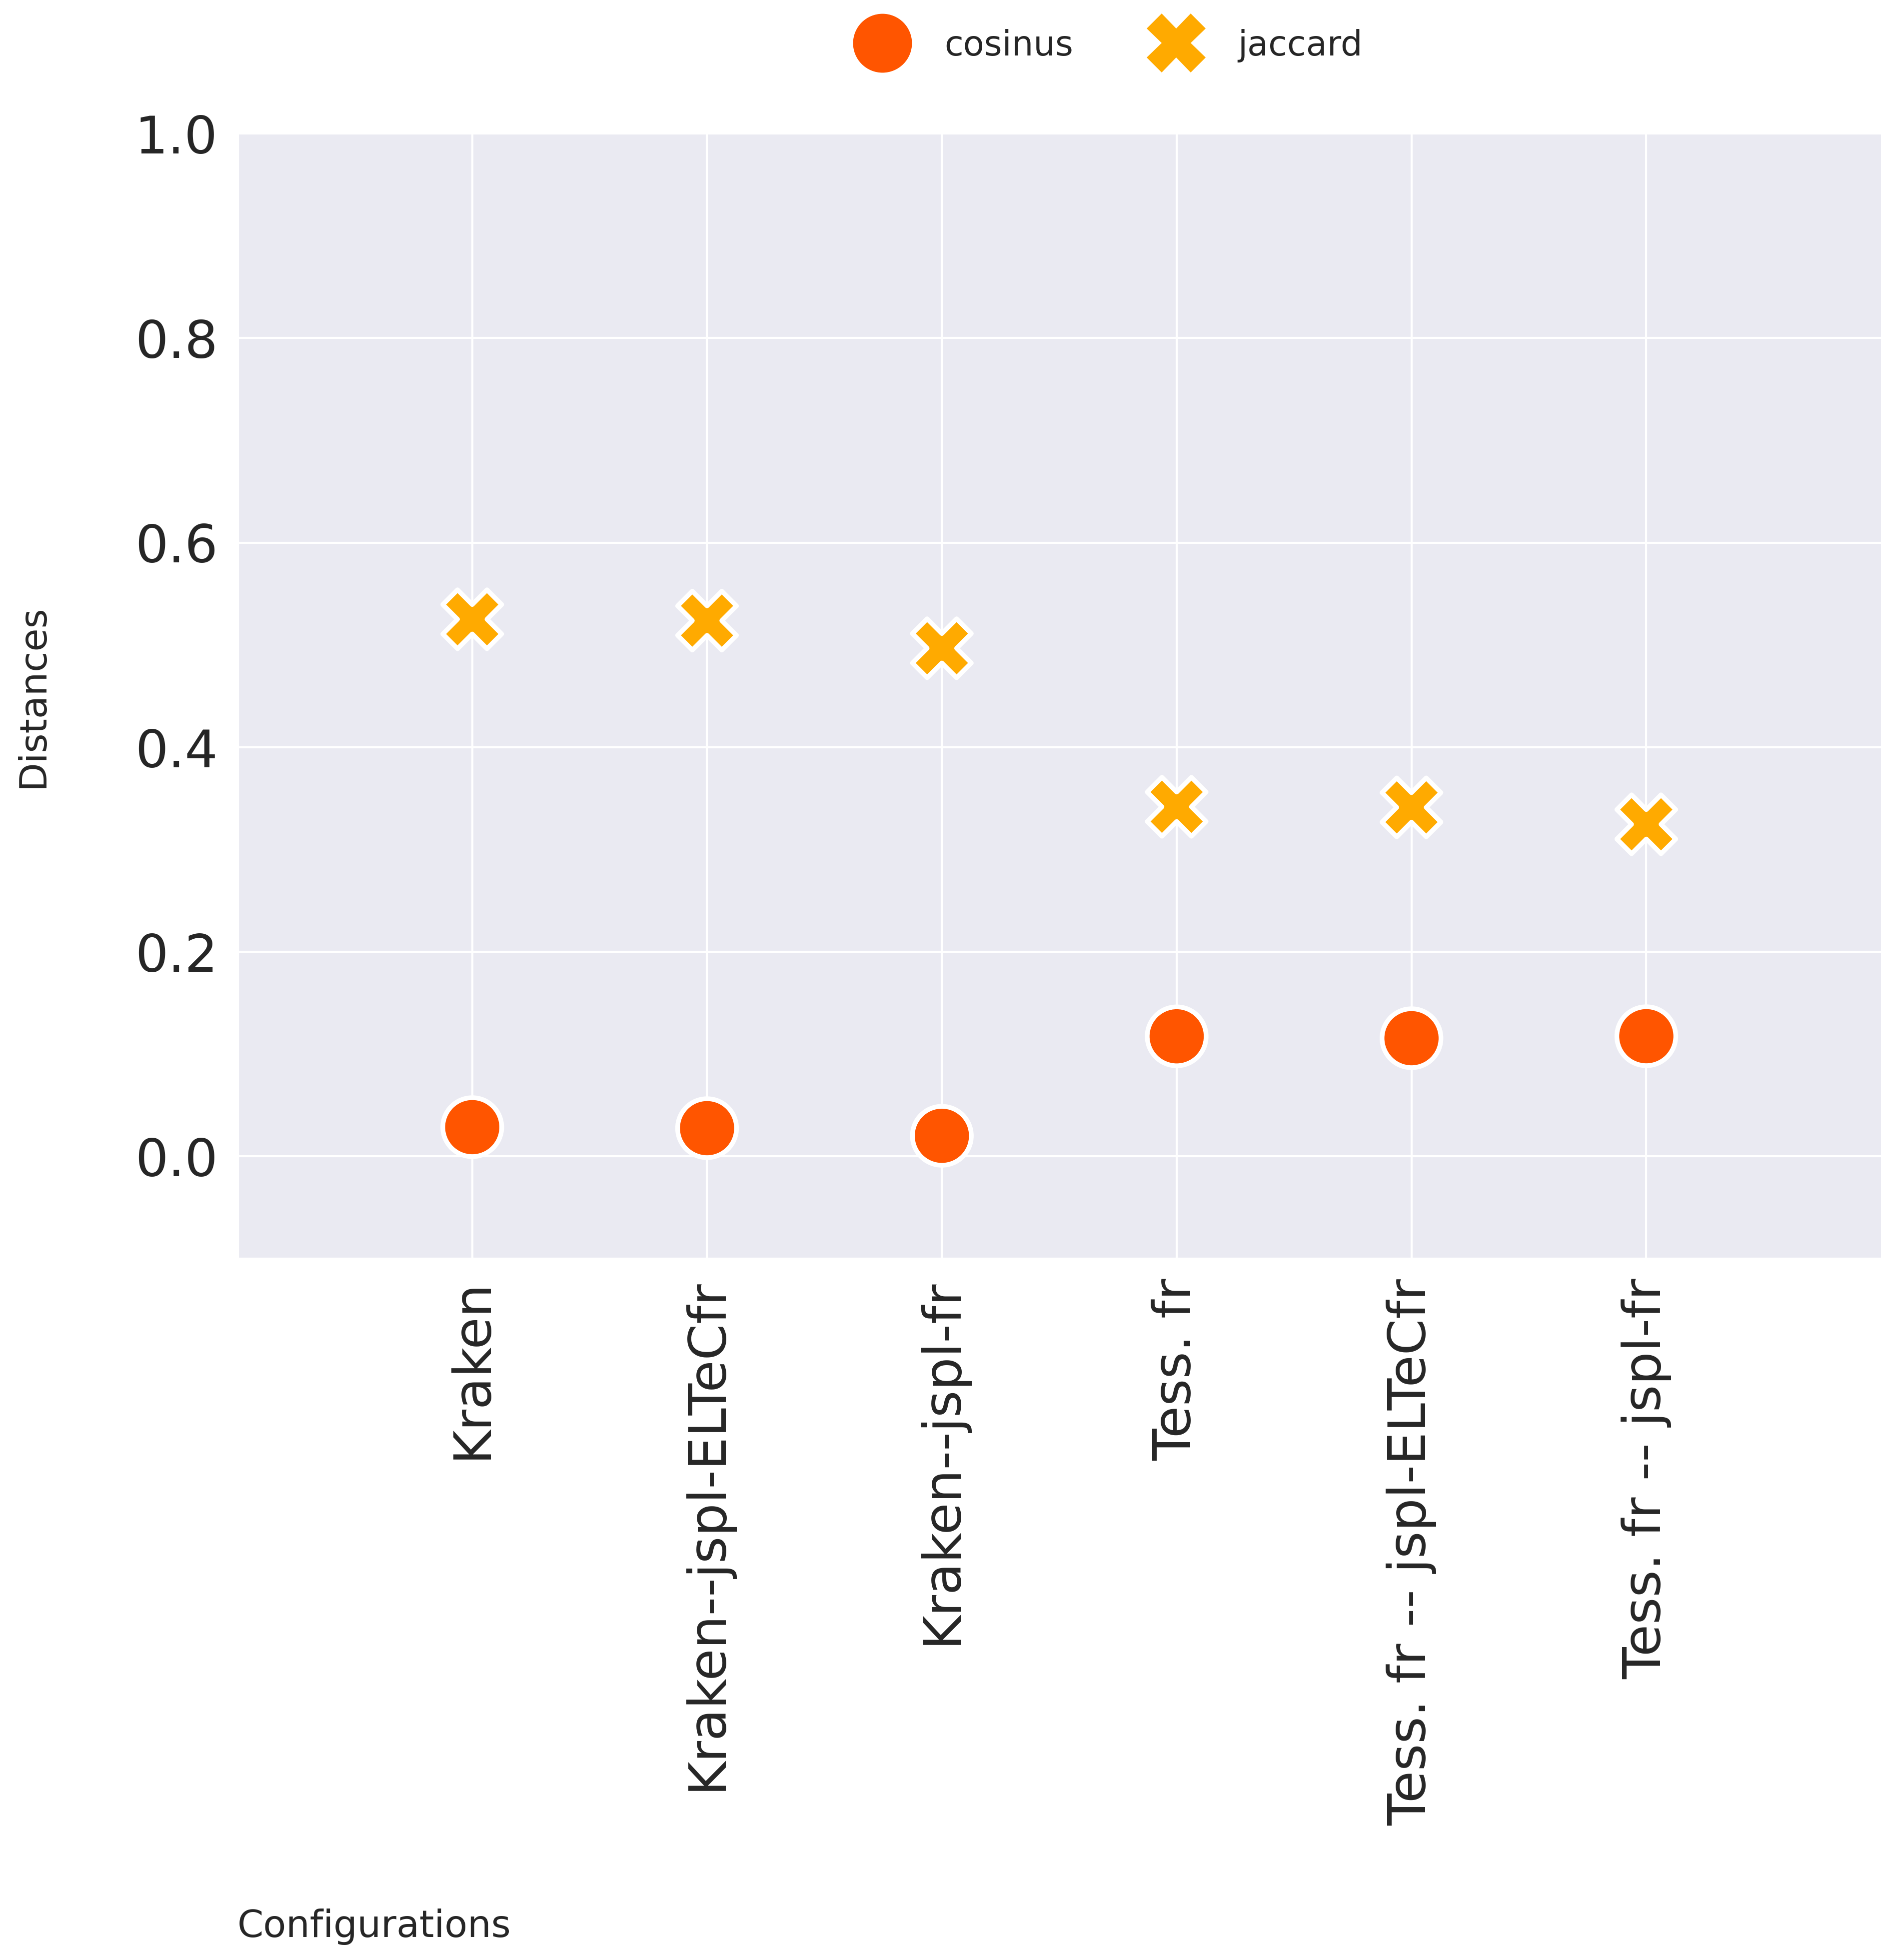 cosinus
jaccard
1.0
0.8
0.6
0.4
0.2
0.0
Distances
Kraken
Kraken--jspl-ELTeCfr
Kraken--jspl-fr
Tess. fr
Tess. fr -- jspl-ELTeCfr
Tess. fr -- jspl-fr
Configurations